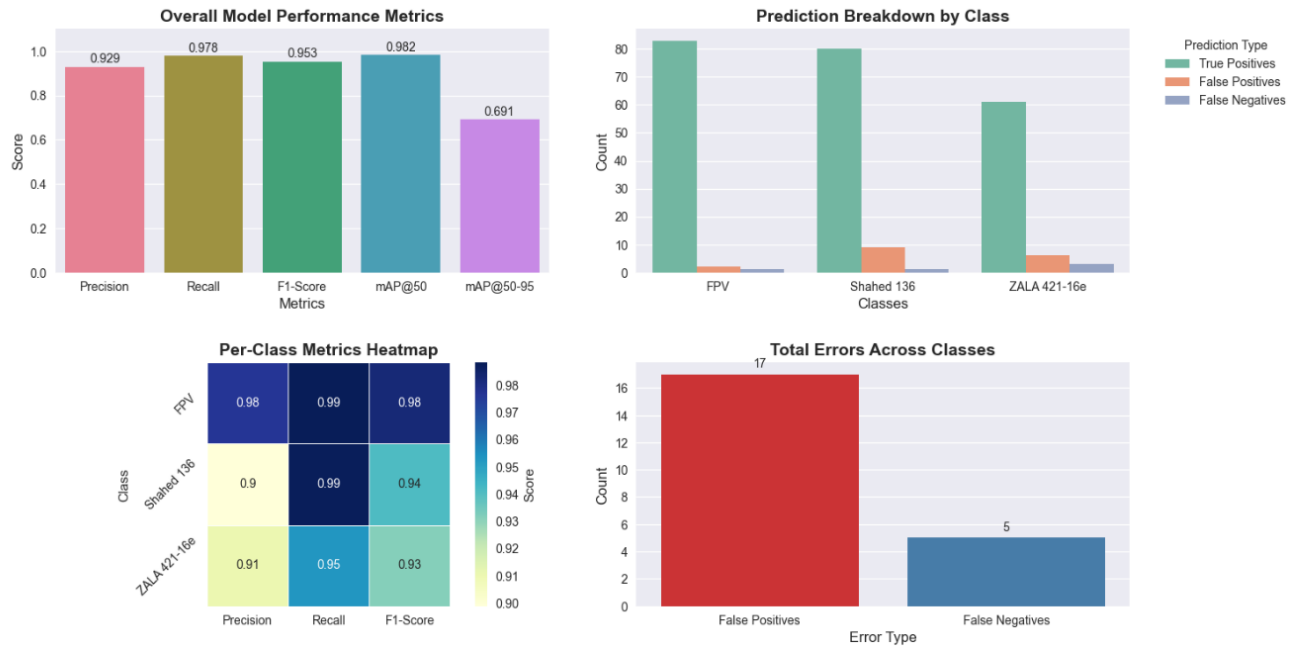 Overall Model Performance Metrics
1.0
0.8
0.6
0.4
0.2
0.0
Score
0.929
0.978
0.953
0.982
0.691
Precision
Recall
F1-Score
mAP@50
mAP@50-95
Metrics
Prediction Breakdown by Class
80
70
60
50
40
30
20
10
0
Count
FPV
Shahed 136
ZALA 421-16e
Classes
Prediction Type
True Positives
False Positives
False Negatives
Per-Class Metrics Heatmap
Class
FPV
Shahed 136
ZALA 421-16e
0.98 0.99 0.98
0.9 0.99 0.94
0.91 0.95 0.93
Precision
Recall
F1-Score
0.98
0.97
0.96
0.95
0.94
0.93
0.92
0.91
0.90
Score
Total Errors Across Classes
16
14
12
10
8
6
4
2
0
Count
17
5
False Positives
False Negatives
Error Type